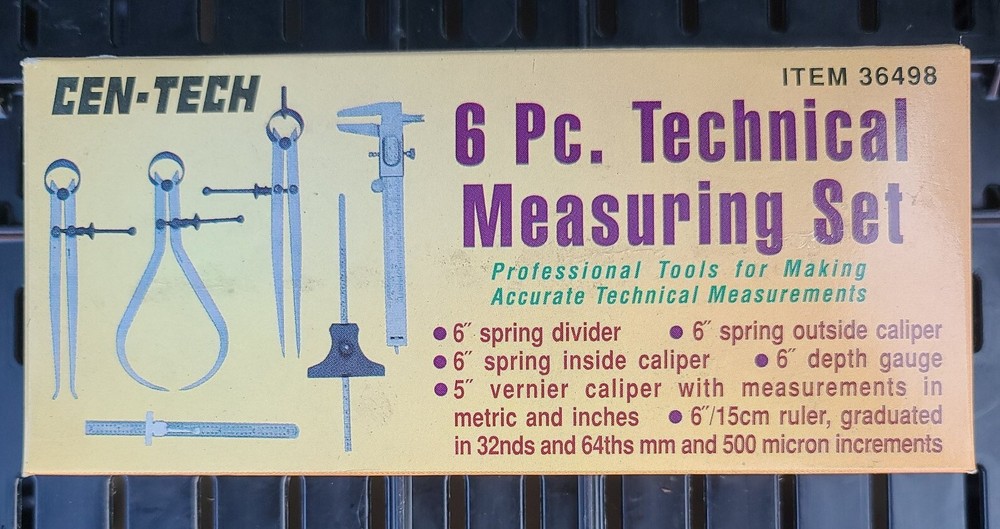 CEN-TECH
ITEM 36498
6 Pc. Technical
Measuring Set
Professional Tools for Making
Accurate Technical Measurements
● 6″ spring divider ● 6″ spring outside caliper
● 6″ spring inside caliper ● 6″ depth gauge
● 5″ vernier caliper with measurements in
metric and inches ● 6″/15cm ruler, graduated
in 32nds and 64ths mm and 500 micron increments